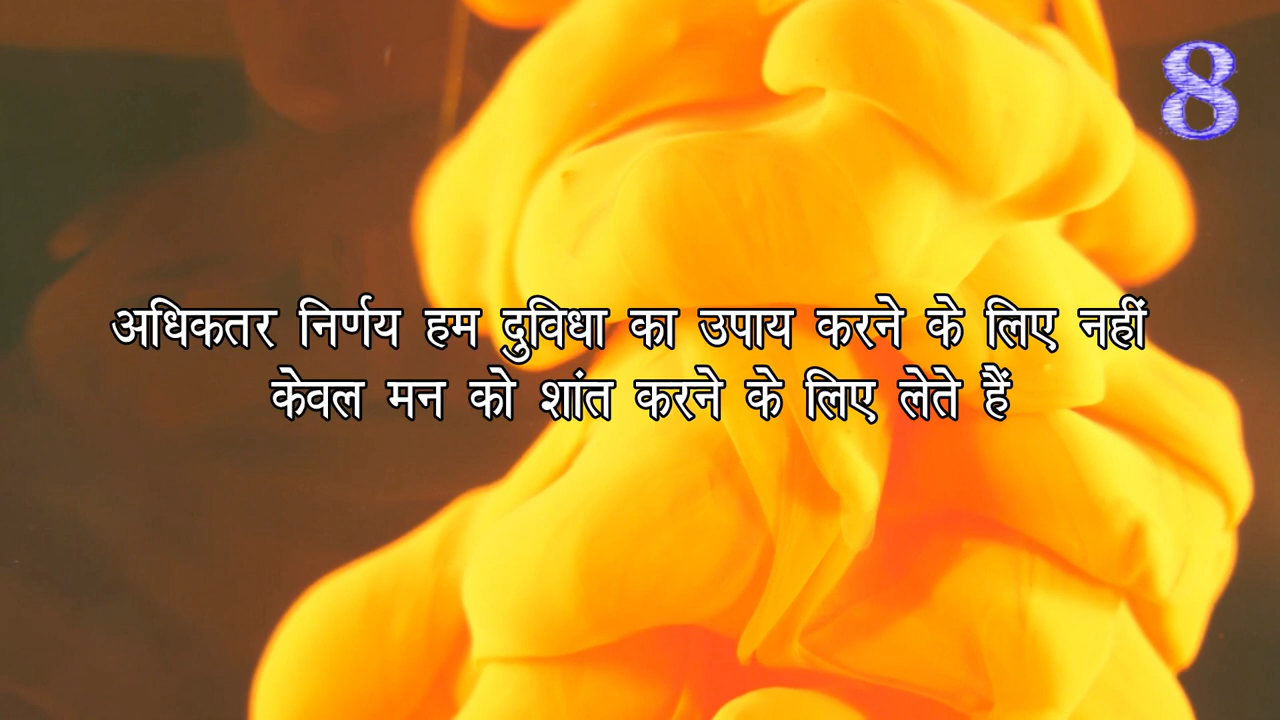 8
अधिकतर निर्णय हम दुविधा का उपाय करने के लिए नहीं
केवल मन को शांत करने के लिए लेते हैं